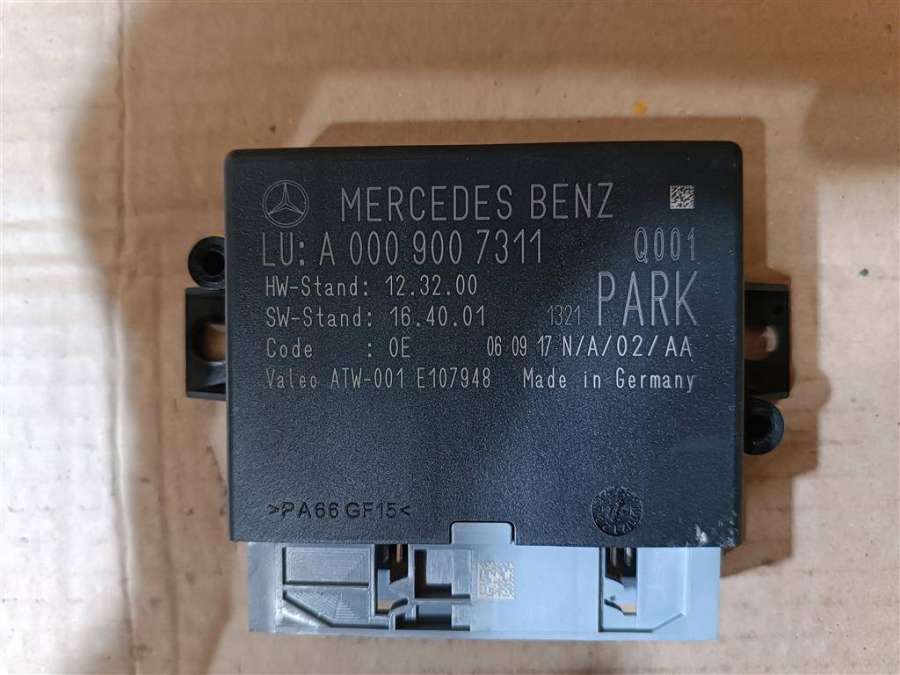 MERCEDES BENZ
LU: A 000 900 7311 Q001
HW-Stand: 12.32.00
SW-Stand: 16.40.01 1321 PARK
Code : 0E 06 09 17 N/A/02/AA
Valeo ATW-001 E107948 Made in Germany
>PA66 GF15<